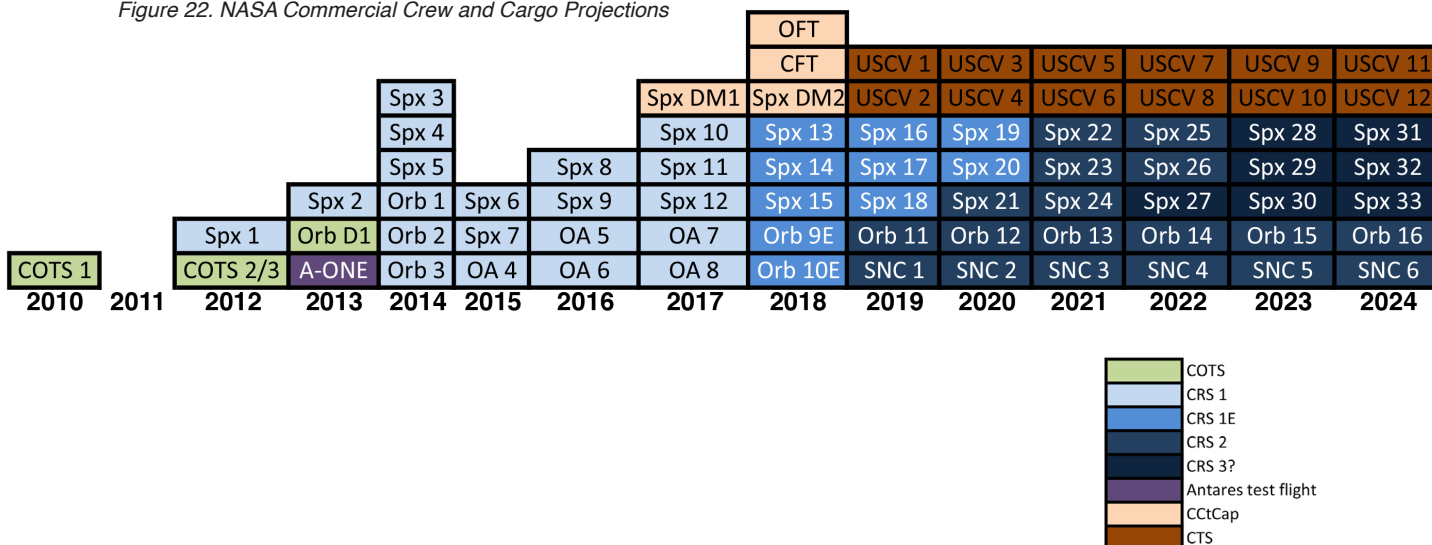 Figure 22. NASA Commercial Crew and Cargo Projections
OFT
CFT USCV 1 USCV 3 USCV 5 USCV 7 USCV 9 USCV 11
Spx 3 Spx DM1 Spx DM2 USCV 2 USCV 4 USCV 6 USCV 8 USCV 10 USCV 12
Spx 4 Spx 10 Spx 13 Spx 16 Spx 19 Spx 22 Spx 25 Spx 28 Spx 31
Spx 5 Spx 8 Spx 11 Spx 14 Spx 17 Spx 20 Spx 23 Spx 26 Spx 29 Spx 32
Spx 2 Orb 1 Spx 6 Spx 9 Spx 12 Spx 15 Spx 18 Spx 21 Spx 24 Spx 27 Spx 30 Spx 33
Spx 1 Orb D1 Orb 2 Spx 7 OA 5 OA 7 Orb 9E Orb 11 Orb 12 Orb 13 Orb 14 Orb 15 Orb 16
COTS 1 COTS 2/3 A-ONE Orb 3 OA 4 OA 6 OA 8 Orb 10E SNC 1 SNC 2 SNC 3 SNC 4 SNC 5 SNC 6
2010 2011 2012 2013 2014 2015 2016 2017 2018 2019 2020 2021 2022 2023 2024
COTS
CRS 1
CRS 1E
CRS 2
CRS 3?
Antares test flight
CCtCap
CTS